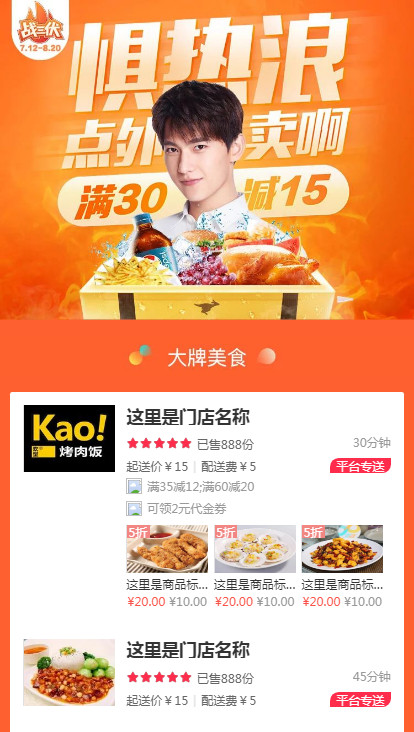 战三伏
7.12-8.20
惧热浪
点外卖啊
满30减15
大牌美食
Kao!
烤肉饭
这里是门店名称
★★★★★ 已售888份
30分钟
起送价￥15 | 配送费￥5
平台专送
满35减12;满60减20
可领2元代金券
5折 5折 5折
这里是商品标... 这里是商品标... 这里是商品标...
¥20.00 ¥10.00 ¥20.00 ¥10.00 ¥20.00 ¥10.00
这里是门店名称
★★★★★ 已售888份
45分钟
起送价￥15 | 配送费￥5
平台专送